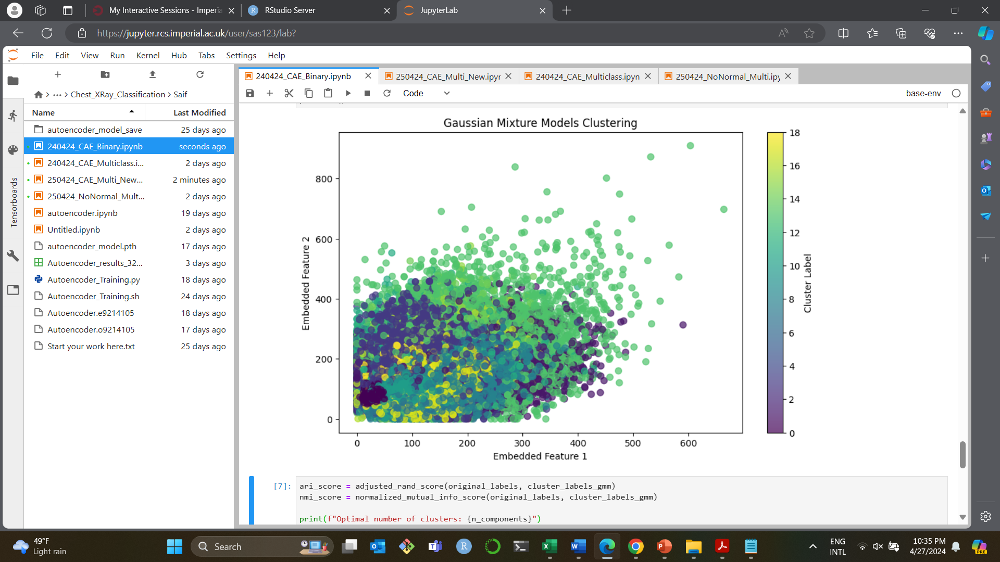 My Interactive Sessions - Imperia
RStudio Server
JupyterLab
https://jupyter.rcs.imperial.ac.uk/user/sas123/lab?
File Edit View Run Kernel Hub Tabs Settings Help
240424_CAE_Binary.ipynb
250424_CAE_Multi_New.ipyr
240424_CAE_Multiclass.ipyn
250424_NoNormal_Multi.ipy
Code
base-env
··· Chest_XRay_Classification Saif
Name Last Modified
autoencoder_model_save 25 days ago
240424_CAE_Binary.ipynb seconds ago
240424_CAE_Multiclass.i... 2 days ago
250424_CAE_Multi_New... 2 minutes ago
250424_NoNormal_Mult... 2 days ago
autoencoder.ipynb 19 days ago
Untitled.ipynb 2 days ago
autoencoder_model.pth 17 days ago
Autoencoder_results_32... 3 days ago
Autoencoder_Training.py 18 days ago
Autoencoder_Training.sh 24 days ago
Autoencoder.e9214105 18 days ago
Autoencoder.o9214105 17 days ago
Start your work here.txt 25 days ago
Tensorboards
Gaussian Mixture Models Clustering
800
600
400
200
0
Embedded Feature 2
0 100 200 300 400 500 600
Embedded Feature 1
18
16
14
12
10
8
6
4
2
0
Cluster Label
[7]:
ari_score = adjusted_rand_score(original_labels, cluster_labels_gmm)
nmi_score = normalized_mutual_info_score(original_labels, cluster_labels_gmm)
print(f"Optimal number of clusters: {n_components}")
49°F
Light rain
Search
ENG
INTL
10:35 PM
4/27/2024
PRE